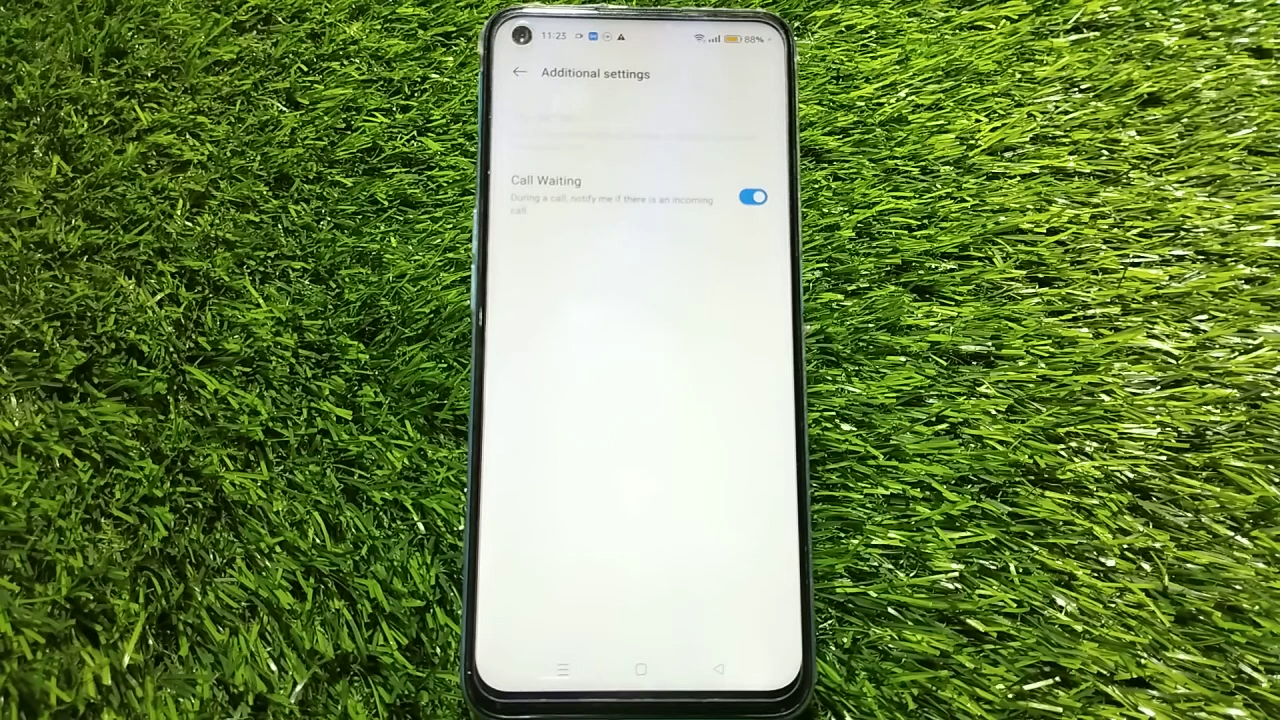 11:23
88%
Additional settings
Call Waiting
During a call, notify me if there is an incoming
call.